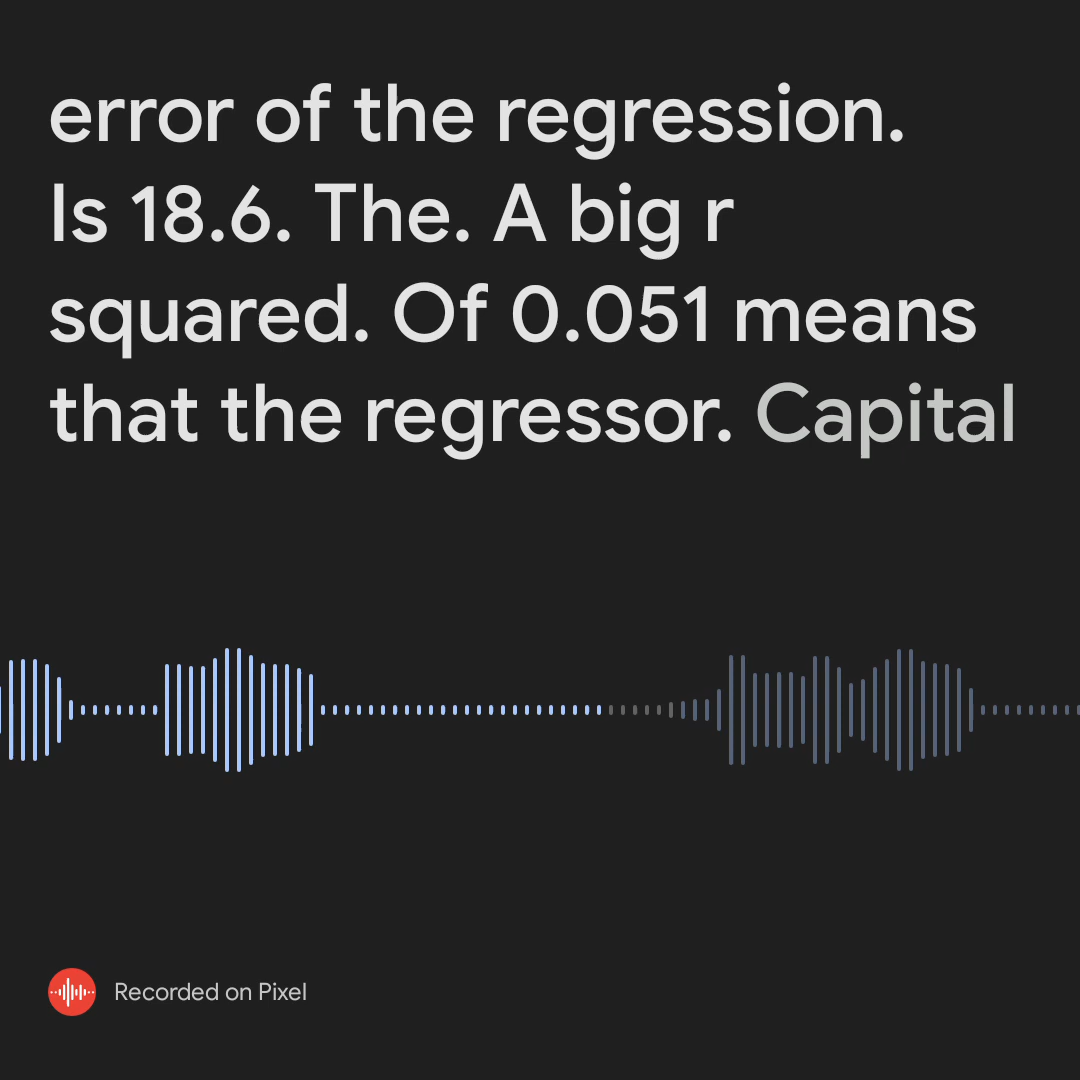 error of the regression.
Is 18.6. The. A big r
squared. Of 0.051 means
that the regressor. Capital
Recorded on Pixel